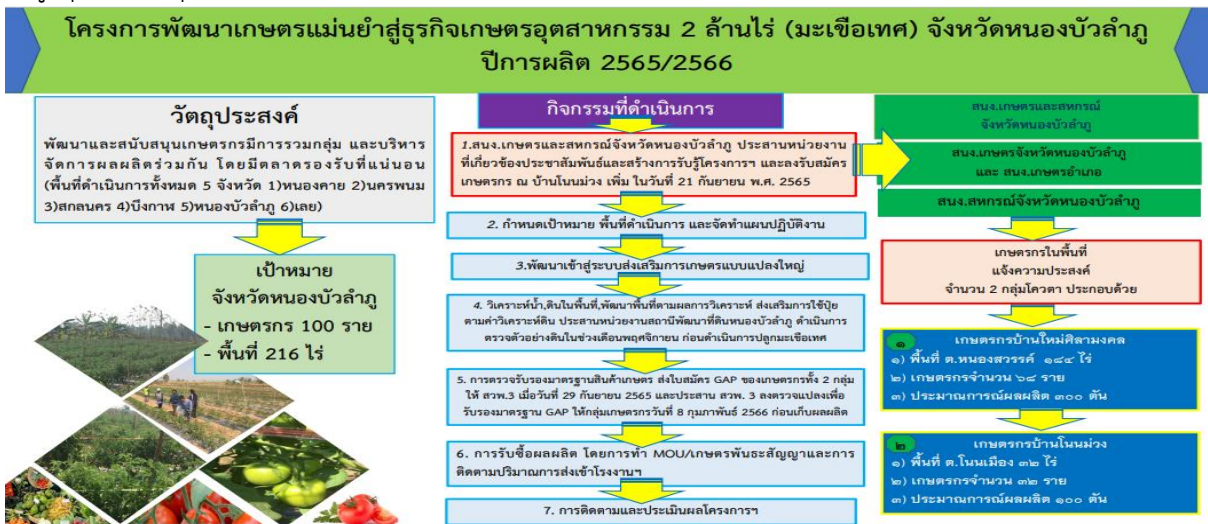 โครงการพัฒนาเกษตรแม่นยำสู่ธุรกิจเกษตรอุตสาหกรรม 2 ล้านไร่ (มะเขือเทศ) จังหวัดหนองบัวลำภู
ปีการผลิต 2565/2566
วัตถุประสงค์
พัฒนาและสนับสนุนเกษตรกรมีการรวมกลุ่ม และบริหาร
จัดการผลผลิตร่วมกัน โดยมีตลาดรองรับที่แน่นอน
(พื้นที่ดำเนินการทั้งหมด 5 จังหวัด 1)หนองคาย 2)นครพนม
3)สกลนคร 4)บึงกาฬ 5)หนองบัวลำภู 6)เลย)
เป้าหมาย
จังหวัดหนองบัวลำภู
- เกษตรกร 100 ราย
- พื้นที่ 216 ไร่
กิจกรรมที่ดำเนินการ
1.สนง.เกษตรและสหกรณ์จังหวัดหนองบัวลำภู ประสานหน่วยงาน
ที่เกี่ยวข้องประชาสัมพันธ์และสร้างการรับรู้โครงการฯ และลงรับสมัคร
เกษตรกร ณ บ้านโนนม่วง เพิ่ม ในวันที่ 21 กันยายน พ.ศ. 2565
2. กำหนดเป้าหมาย พื้นที่ดำเนินการ และจัดทำแผนปฏิบัติงาน
3.พัฒนาเข้าสู่ระบบส่งเสริมการเกษตรแบบแปลงใหญ่
4. วิเคราะห์น้ำ,ดินในพื้นที่,พัฒนาพื้นที่ตามผลการวิเคราะห์ ส่งเสริมการใช้ปุ๋ย
ตามค่าวิเคราะห์ดิน ประสานหน่วยงานสถานีพัฒนาที่ดินหนองบัวลำภู ดำเนินการ
ตรวจตัวอย่างดินในช่วงเดือนพฤศจิกายน ก่อนดำเนินการปลูกมะเขือเทศ
5. การตรวจรับรองมาตรฐานสินค้าเกษตร ส่งใบสมัคร GAP ของเกษตรกรทั้ง 2 กลุ่ม
ให้ สวพ.3 เมื่อวันที่ 29 กันยายน 2565 และประสาน สวพ. 3 ลงตรวจแปลงเพื่อ
รับรองมาตรฐาน GAP ให้กลุ่มเกษตรกรวันที่ 8 กุมภาพันธ์ 2566 ก่อนเก็บผลผลิต
6. การรับซื้อผลผลิต โดยการทำ MOU/เกษตรพันธะสัญญาและการ
ติดตามปริมาณการส่งเข้าโรงงานฯ
7. การติดตามและประเมินผลโครงการฯ
สนง.เกษตรและสหกรณ์
จังหวัดหนองบัวลำภู
สนง.เกษตรจังหวัดหนองบัวลำภู
และ สนง.เกษตรอำเภอ
สนง.สหกรณ์จังหวัดหนองบัวลำภู
เกษตรกรในพื้นที่
แจ้งความประสงค์
จำนวน 2 กลุ่มโควตา ประกอบด้วย
๑ เกษตรกรบ้านใหม่ศิลามงคล
๑) พื้นที่ ต.หนองสวรรค์ ๑๘๔ ไร่
๒) เกษตรกรจำนวน ๖๘ ราย
๓) ประมาณการณ์ผลผลิต ๓๐๐ ตัน
๒ เกษตรกรบ้านโนนม่วง
๑) พื้นที่ ต.โนนเมือง ๓๒ ไร่
๒) เกษตรกรจำนวน ๓๒ ราย
๓) ประมาณการณ์ผลผลิต ๑๐๐ ตัน